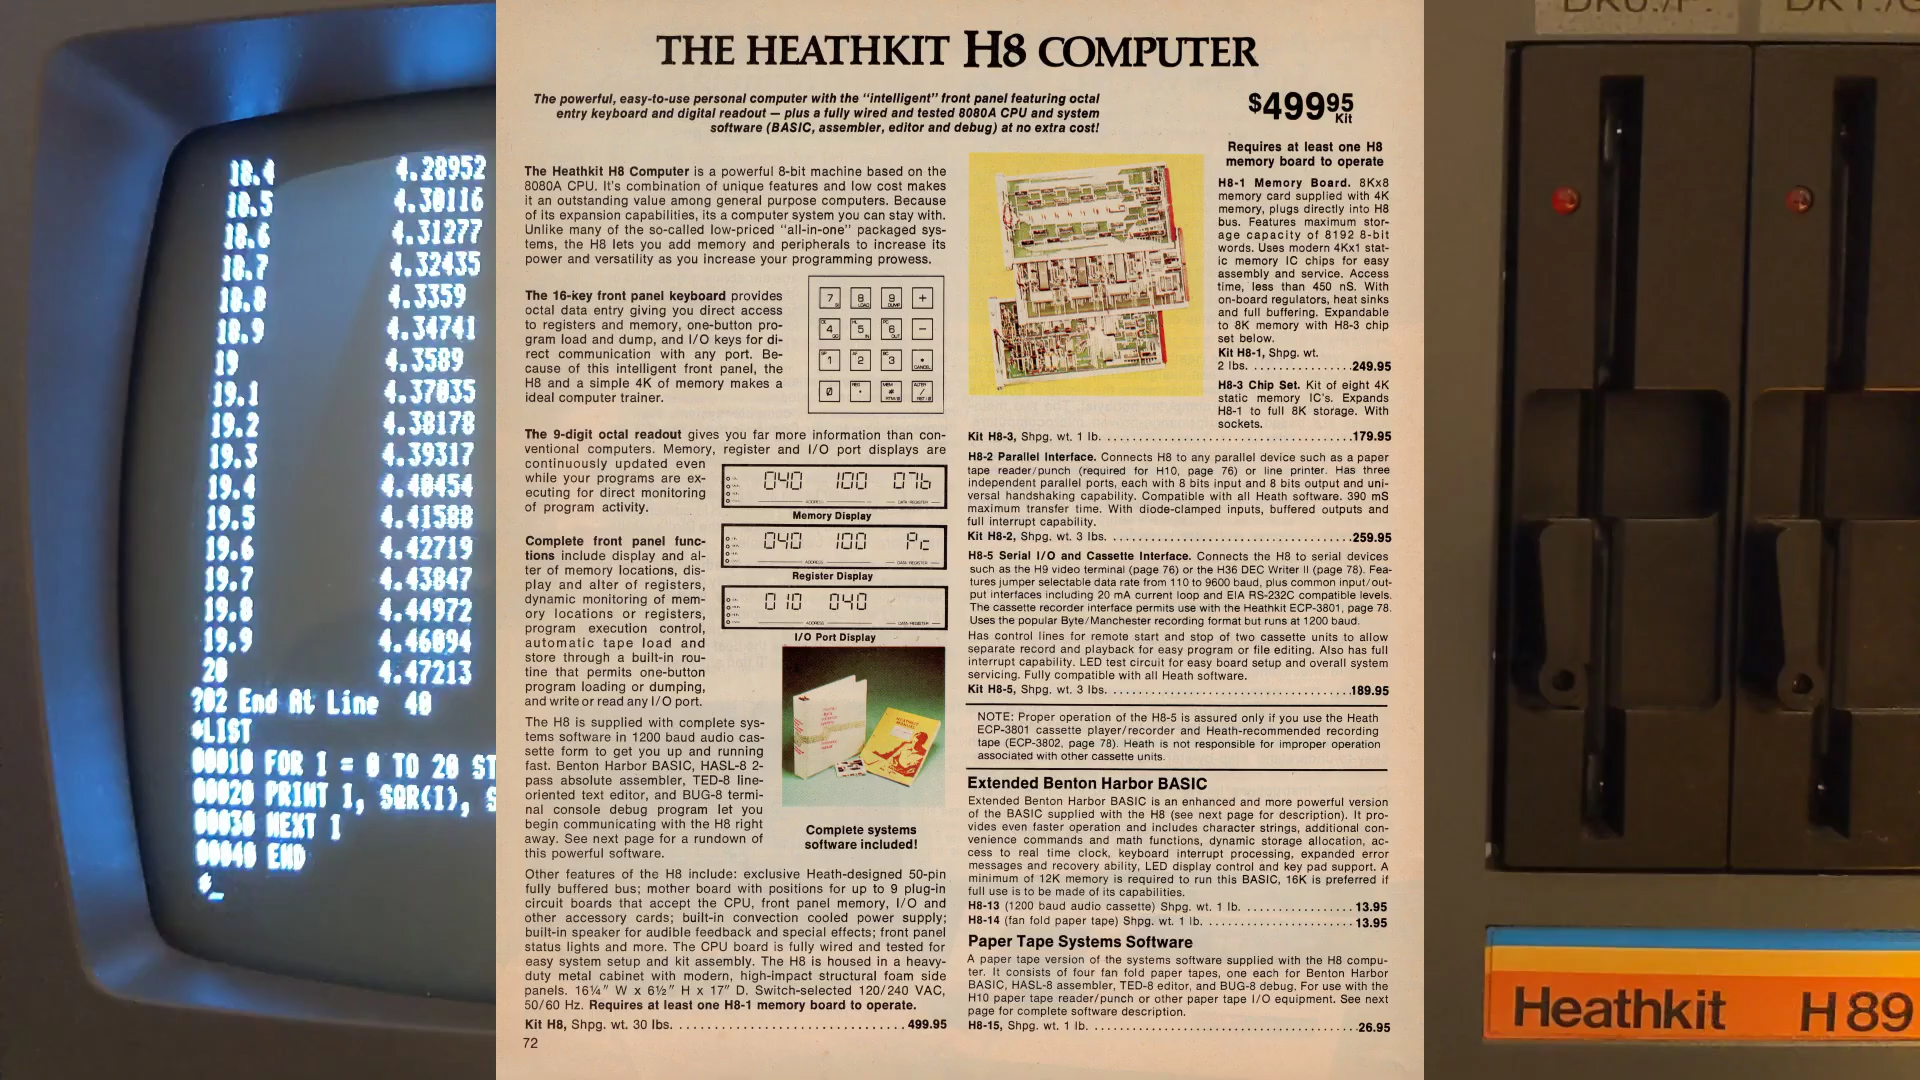 18.4 4.28952
18.5 4.30116
18.6 4.31277
18.7 4.32435
18.8 4.3359
18.9 4.34741
19 4.3589
19.1 4.37035
19.2 4.38178
19.3 4.39317
19.4 4.40454
19.5 4.41588
19.6 4.42719
19.7 4.43847
19.8 4.44972
19.9 4.46094
20 4.47213
?02 End At Line 40
*LIST
00010 FOR I = 0 TO 20 ST
00020 PRINT I, SQR(I), S
00030 NEXT I
00040 END
*_
THE HEATHKIT H8 COMPUTER
The powerful, easy-to-use personal computer with the "intelligent" front panel featuring octal
entry keyboard and digital readout — plus a fully wired and tested 8080A CPU and system
software (BASIC, assembler, editor and debug) at no extra cost!
$499 95
Kit
The Heathkit H8 Computer is a powerful 8-bit machine based on the
8080A CPU. It's combination of unique features and low cost makes
it an outstanding value among general purpose computers. Because
of its expansion capabilities, its a computer system you can stay with.
Unlike many of the so-called low-priced "all-in-one" packaged sys-
tems, the H8 lets you add memory and peripherals to increase its
power and versatility as you increase your programming prowess.
The 16-key front panel keyboard provides
octal data entry giving you direct access
to registers and memory, one-button pro-
gram load and dump, and I/O keys for di-
rect communication with any port. Be-
cause of this intelligent front panel, the
H8 and a simple 4K of memory makes a
ideal computer trainer.
7 8 9 +
4 5 6 −
1 2 3 *
CANCEL
0 . # /
The 9-digit octal readout gives you far more information than con-
ventional computers. Memory, register and I/O port displays are
continuously updated even
while your programs are ex-
ecuting for direct monitoring
of program activity.
040 100 076
ADDRESS DATA REGISTER
Memory Display
040 100 Pc
ADDRESS DATA REGISTER
Register Display
010 040
ADDRESS DATA REGISTER
I/O Port Display
Complete front panel func-
tions include display and al-
ter of memory locations, dis-
play and alter of registers,
dynamic monitoring of mem-
ory locations or registers,
program execution control,
automatic tape load and
store through a built-in rou-
tine that permits one-button
program loading or dumping,
and write or read any I/O port.
The H8 is supplied with complete sys-
tems software in 1200 baud audio cas-
sette form to get you up and running
fast. Benton Harbor BASIC, HASL-8 2-
pass absolute assembler, TED-8 line-
oriented text editor, and BUG-8 termi-
nal console debug program let you
begin communicating with the H8 right
away. See next page for a rundown of
this powerful software.
Complete systems
software included!
Other features of the H8 include: exclusive Heath-designed 50-pin
fully buffered bus; mother board with positions for up to 9 plug-in
circuit boards that accept the CPU, front panel memory, I/O and
other accessory cards; built-in convection cooled power supply;
built-in speaker for audible feedback and special effects; front panel
status lights and more. The CPU board is fully wired and tested for
easy system setup and kit assembly. The H8 is housed in a heavy-
duty metal cabinet with modern, high-impact structural foam side
panels. 16¼" W x 6½" H x 17" D. Switch-selected 120/240 VAC,
50/60 Hz. Requires at least one H8-1 memory board to operate.
Kit H8, Shpg. wt. 30 lbs. 499.95
72
Requires at least one H8
memory board to operate
H8-1 Memory Board. 8Kx8
memory card supplied with 4K
memory, plugs directly into H8
bus. Features maximum stor-
age capacity of 8192 8-bit
words. Uses modern 4Kx1 stat-
ic memory IC chips for easy
assembly and service. Access
time, less than 450 nS. With
on-board regulators, heat sinks
and full buffering. Expandable
to 8K memory with H8-3 chip
set below.
Kit H8-1, Shpg. wt.
2 lbs. 249.95
H8-3 Chip Set. Kit of eight 4K
static memory IC's. Expands
H8-1 to full 8K storage. With
sockets.
Kit H8-3, Shpg. wt. 1 lb. 179.95
H8-2 Parallel Interface. Connects H8 to any parallel device such as a paper
tape reader/punch (required for H10, page 76) or line printer. Has three
independent parallel ports, each with 8 bits input and 8 bits output and uni-
versal handshaking capability. Compatible with all Heath software. 390 mS
maximum transfer time. With diode-clamped inputs, buffered outputs and
full interrupt capability.
Kit H8-2, Shpg. wt. 3 lbs. 259.95
H8-5 Serial I/O and Cassette Interface. Connects the H8 to serial devices
such as the H9 video terminal (page 76) or the H36 DEC Writer II (page 78). Fea-
tures jumper selectable data rate from 110 to 9600 baud, plus common input/out-
put interfaces including 20 mA current loop and EIA RS-232C compatible levels.
The cassette recorder interface permits use with the Heathkit ECP-3801, page 78.
Uses the popular Byte/Manchester recording format but runs at 1200 baud.
Has control lines for remote start and stop of two cassette units to allow
separate record and playback for easy program or file editing. Also has full
interrupt capability. LED test circuit for easy board setup and overall system
servicing. Fully compatible with all Heath software.
Kit H8-5, Shpg. wt. 3 lbs. 189.95
NOTE: Proper operation of the H8-5 is assured only if you use the Heath
ECP-3801 cassette player/recorder and Heath-recommended recording
tape (ECP-3802, page 78). Heath is not responsible for improper operation
associated with other cassette units.
Extended Benton Harbor BASIC
Extended Benton Harbor BASIC is an enhanced and more powerful version
of the BASIC supplied with the H8 (see next page for description). It pro-
vides even faster operation and includes character strings, additional con-
venience commands and math functions, dynamic storage allocation, ac-
cess to real time clock, keyboard interrupt processing, expanded error
messages and recovery ability, LED display control and key pad support. A
minimum of 12K memory is required to run this BASIC, 16K is preferred if
full use is to be made of its capabilities.
H8-13 (1200 baud audio cassette) Shpg. wt. 1 lb. 13.95
H8-14 (fan fold paper tape) Shpg. wt. 1 lb. 13.95
Paper Tape Systems Software
A paper tape version of the systems software supplied with the H8 compu-
ter. It consists of four fan fold paper tapes, one each for Benton Harbor
BASIC, HASL-8 assembler, TED-8 editor, and BUG-8 debug. For use with the
H10 paper tape reader/punch or other paper tape I/O equipment. See next
page for complete software description.
H8-15, Shpg. wt. 1 lb. 26.95
Heathkit H89